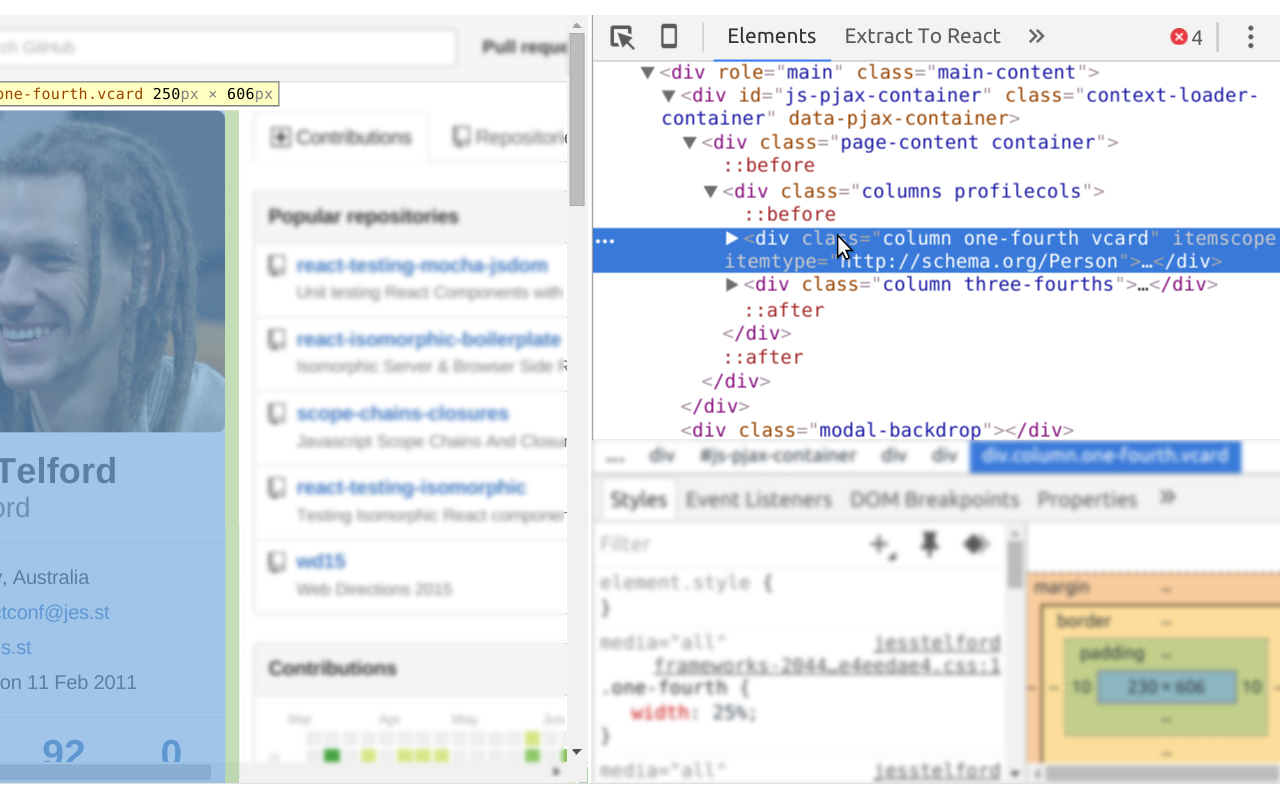 ch GitHub
Pull reque
one-fourth.vcard 250px × 606px
Contributions
Repositorie
Popular repositories
react-testing-mocha-jsdom
Unit testing React Components with
react-isomorphic-boilerplate
Isomorphic Server & Browser Side R
scope-chains-closures
Javascript Scope Chains And Closur
react-testing-isomorphic
Testing Isomorphic React componen
wd15
Web Directions 2015
Telford
ord
, Australia
ctconf@jes.st
s.st
on 11 Feb 2011
92 0
Contributions
Mar Apr May Jun
M
Elements Extract To React » 4
▼<div role="main" class="main-content">
▼<div id="js-pjax-container" class="context-loader-
container" data-pjax-container>
▼<div class="page-content container">
::before
▼<div class="columns profilecols">
::before
... ▶<div class="column one-fourth vcard" itemscope
itemtype="http://schema.org/Person">…</div>
▶<div class="column three-fourths">…</div>
::after
</div>
::after
</div>
</div>
<div class="modal-backdrop"></div>
... div #js-pjax-container div div div.column.one-fourth.vcard
Styles Event Listeners DOM Breakpoints Properties »
Filter
element.style {
}
media="all" jesstelford
frameworks-2044…e4eedae4.css:1
.one-fourth {
width: 25%;
}
media="all" jesstelford
margin –
border –
padding –
– – 10 230 × 606 10 –
–
–